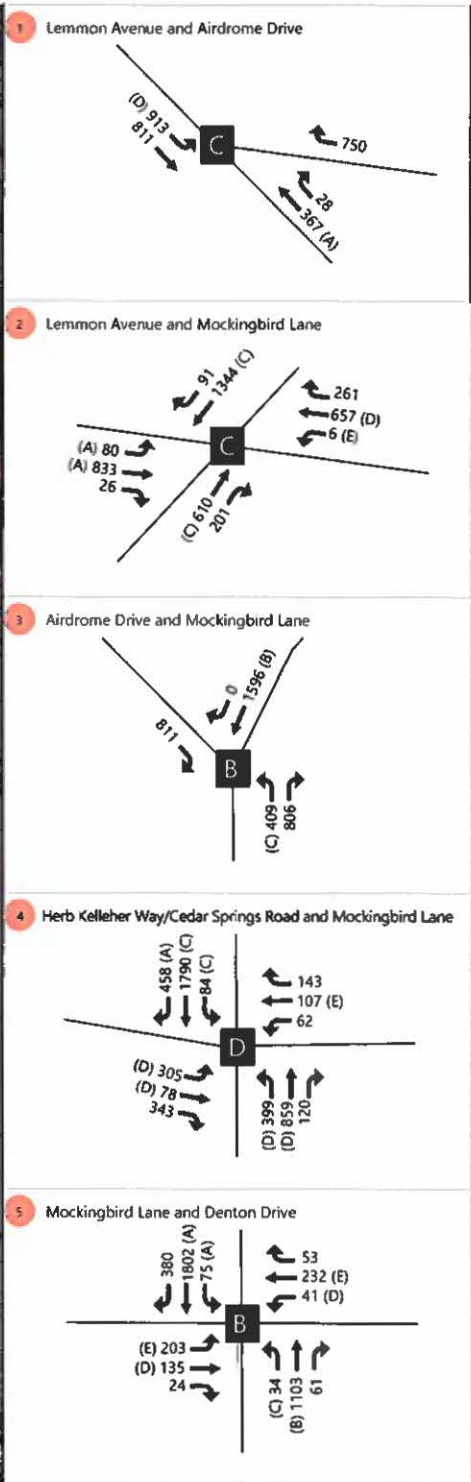 1 Lemmon Avenue and Airdrome Drive
(D) 913
811
C
750
28
367 (A)
2 Lemmon Avenue and Mockingbird Lane
91
1344 (C)
261
657 (D)
6 (E)
C
(A) 80
(A) 833
26
(C) 610
201
3 Airdrome Drive and Mockingbird Lane
0
1596 (B)
811
B
(C) 409
806
4 Herb Kelleher Way/Cedar Springs Road and Mockingbird Lane
458 (A)
1790 (C)
84 (C)
143
107 (E)
62
D
(D) 305
(D) 78
343
(D) 399
(D) 859
120
5 Mockingbird Lane and Denton Drive
380
1802 (A)
75 (A)
53
232 (E)
41 (D)
B
(E) 203
(D) 135
24
(C) 34
(B) 1103
61